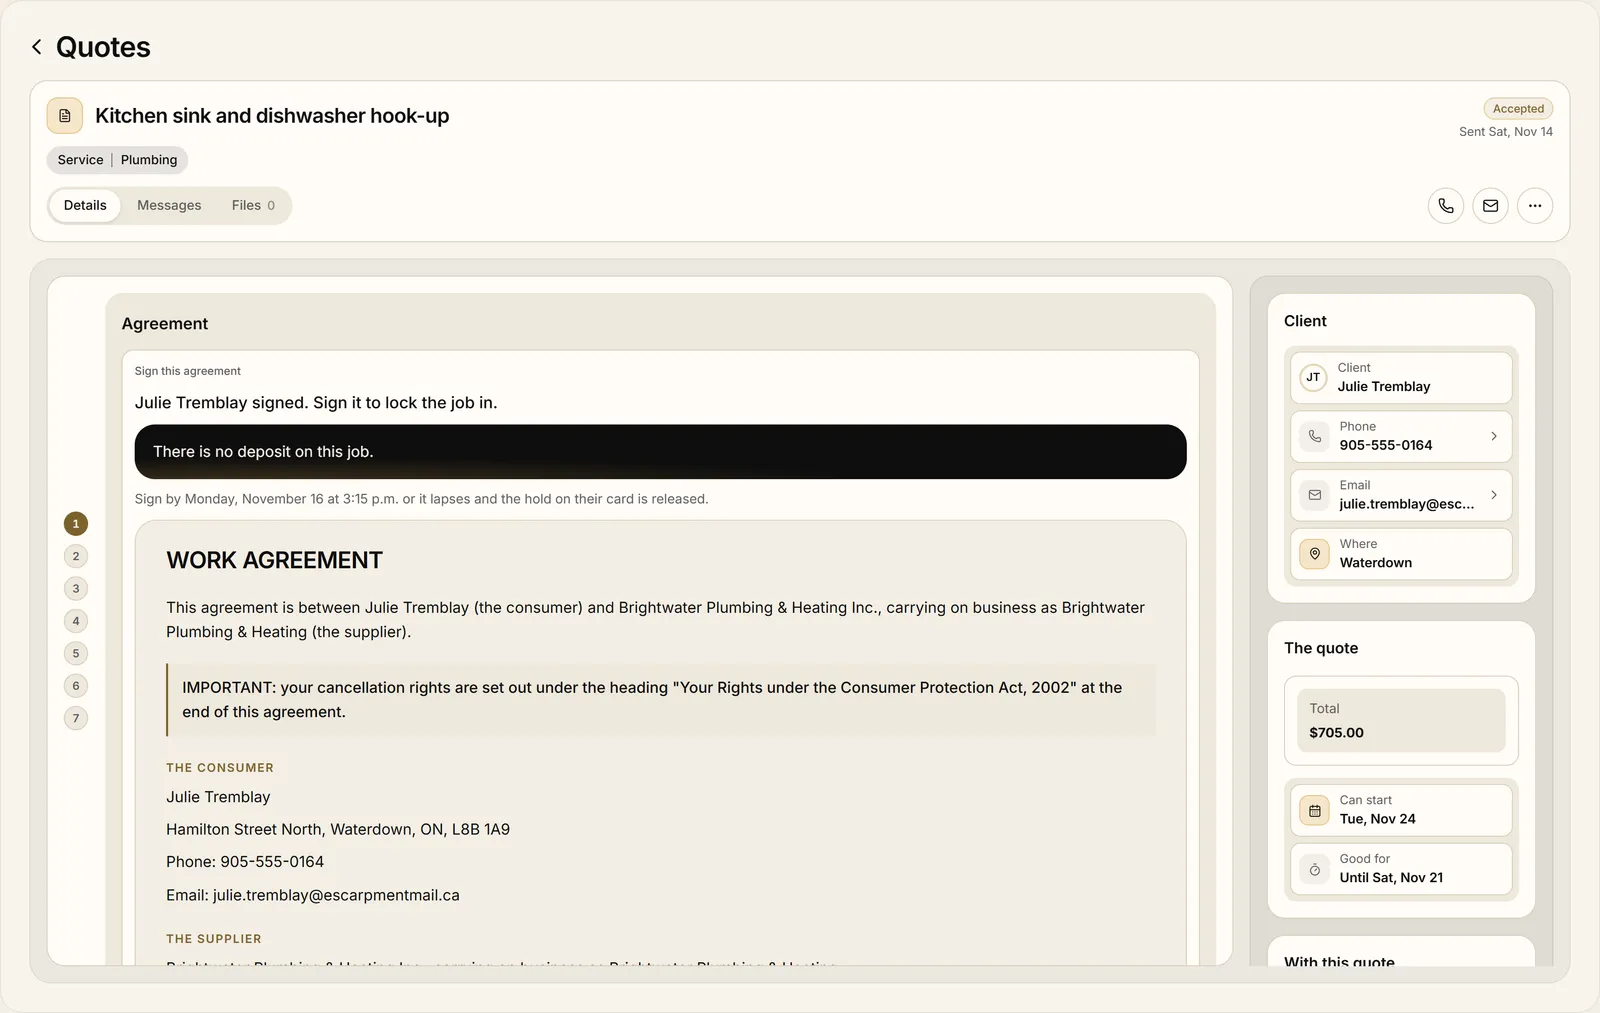 Quotes
Kitchen sink and dishwasher hook-up
Accepted
Sent Sat, Nov 14
Service | Plumbing
Details
Messages
Files 0
Agreement
Sign this agreement
Julie Tremblay signed. Sign it to lock the job in.
There is no deposit on this job.
Sign by Monday, November 16 at 3:15 p.m. or it lapses and the hold on their card is released.
1
2
3
4
5
6
7
WORK AGREEMENT
This agreement is between Julie Tremblay (the consumer) and Brightwater Plumbing & Heating Inc., carrying on business as Brightwater
Plumbing & Heating (the supplier).
IMPORTANT: your cancellation rights are set out under the heading "Your Rights under the Consumer Protection Act, 2002" at the
end of this agreement.
THE CONSUMER
Julie Tremblay
Hamilton Street North, Waterdown, ON, L8B 1A9
Phone: 905-555-0164
Email: julie.tremblay@escarpmentmail.ca
THE SUPPLIER
Client
JT
Client
Julie Tremblay
Phone
905-555-0164
Email
julie.tremblay@esc...
Where
Waterdown
The quote
Total
$705.00
Can start
Tue, Nov 24
Good for
Until Sat, Nov 21
With this quote